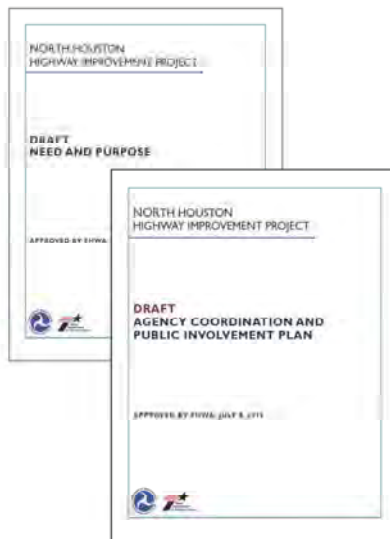 NORTH HOUSTON
HIGHWAY IMPROVEMENT PROJECT
DRAFT
NEED AND PURPOSE
APPROVED BY FHWA
NORTH HOUSTON
HIGHWAY IMPROVEMENT PROJECT
DRAFT
AGENCY COORDINATION AND
PUBLIC INVOLVEMENT PLAN
APPROVED BY FHWA: JULY